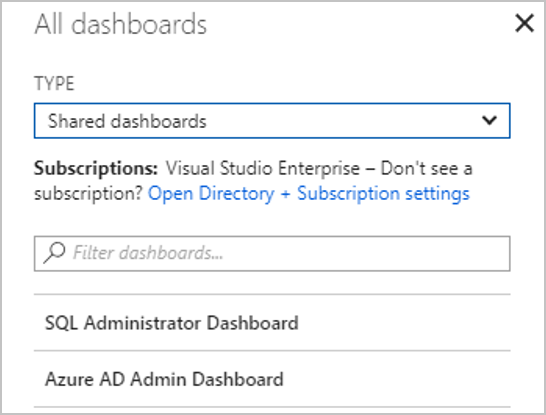 All dashboards
TYPE
Shared dashboards
Subscriptions: Visual Studio Enterprise – Don't see a
subscription? Open Directory + Subscription settings
Filter dashboards...
SQL Administrator Dashboard
Azure AD Admin Dashboard